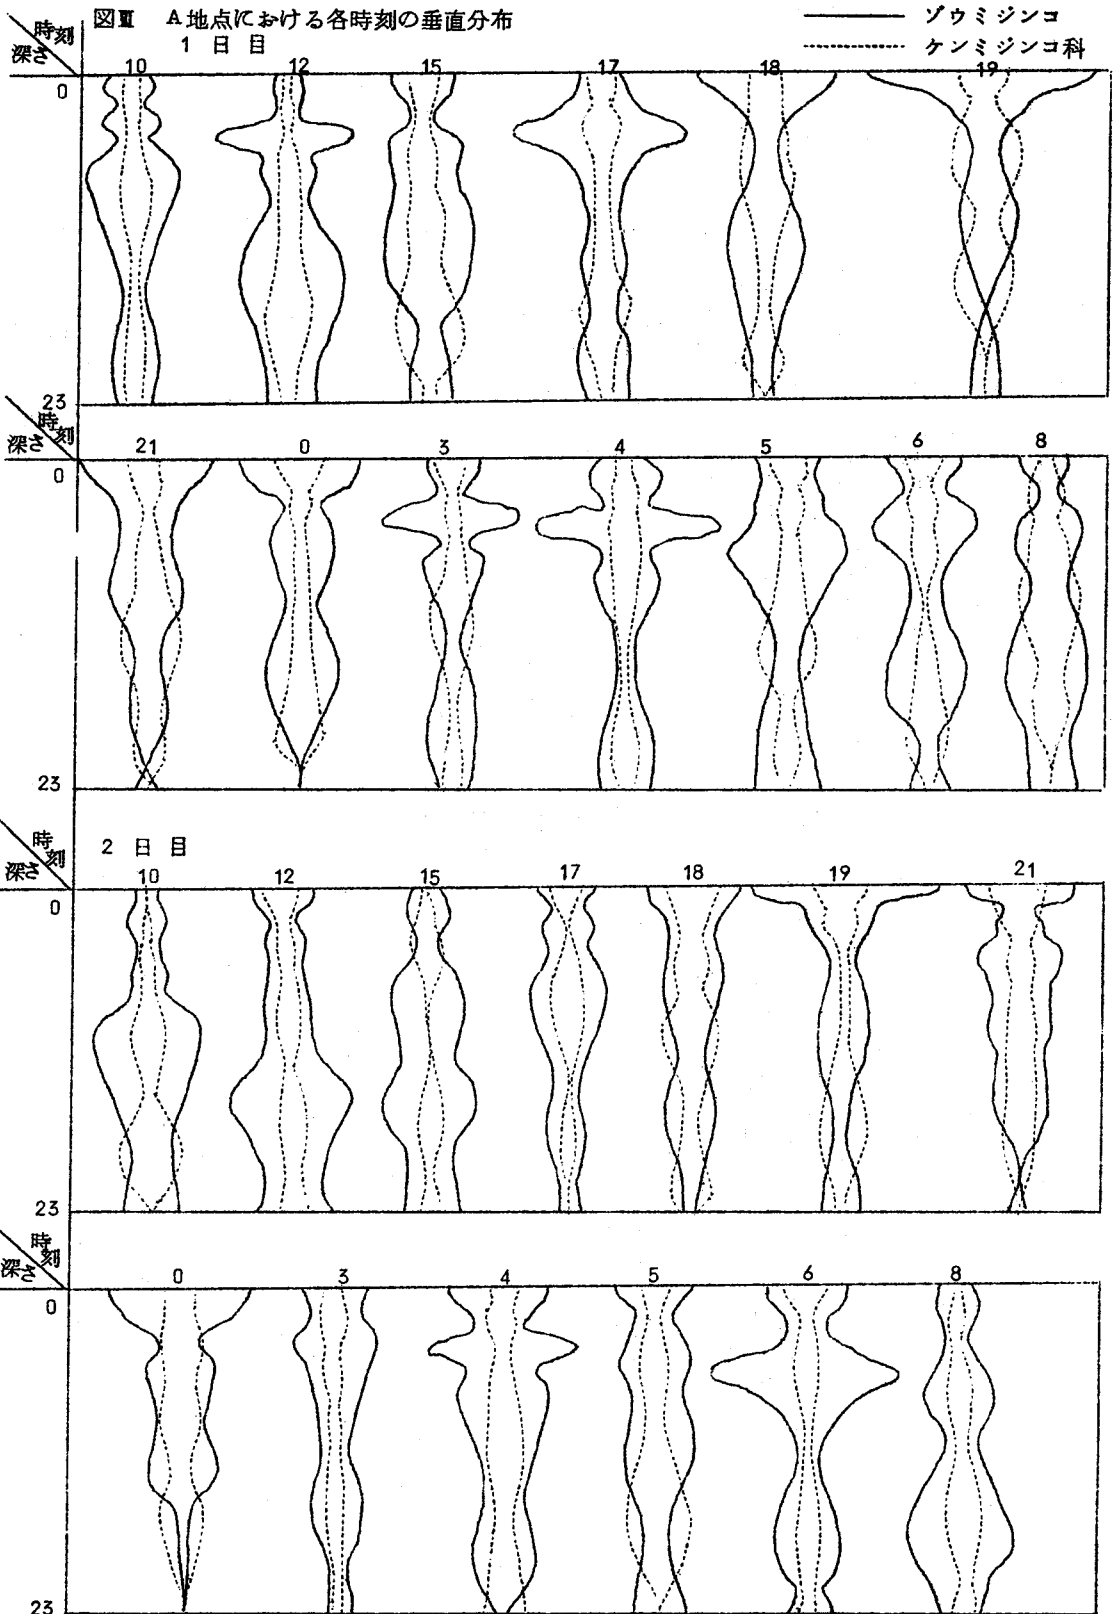 図Ⅲ A地点における各時刻の垂直分布
ゾウミジンコ
ケンミジンコ科
1日目
時刻
深さ
10 12 15 17 18 19
0
23
時刻
深さ
21 0 3 4 5 6 8
0
23
2日目
時刻
深さ
10 12 15 17 18 19 21
0
23
時刻
深さ
0 3 4 5 6 8
0
23